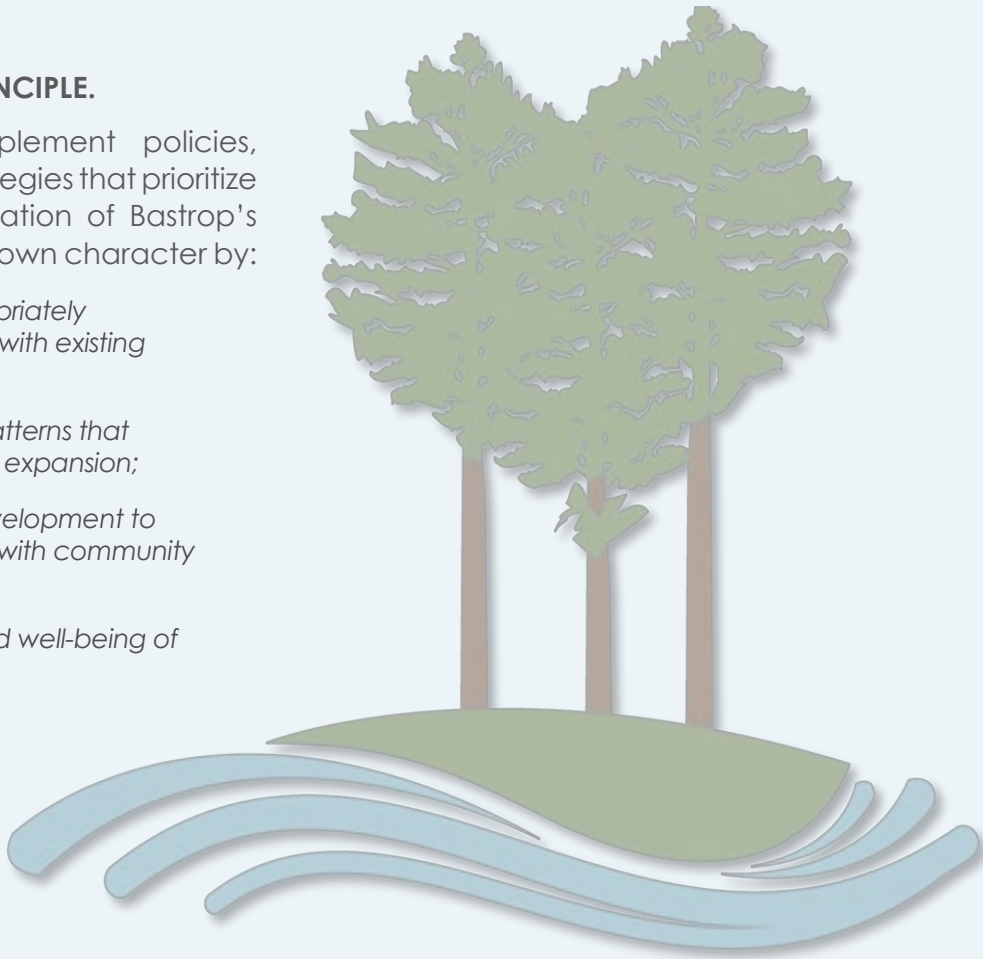 NCIPLE.
plement policies,
egies that prioritize
ation of Bastrop’s
own character by:
priately
with existing
atterns that
expansion;
velopment to
with community
d well-being of